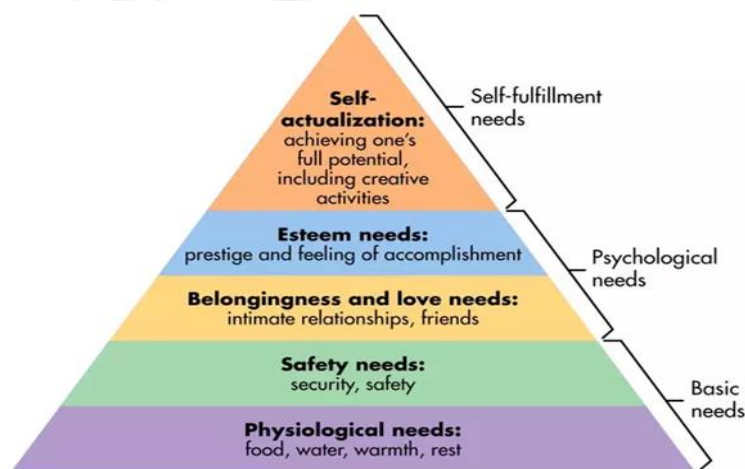 Self-
actualization:
achieving one's
full potential,
including creative
activities
Self-fulfillment
needs
Esteem needs:
prestige and feeling of accomplishment
Belongingness and love needs:
intimate relationships, friends
Psychological
needs
Safety needs:
security, safety
Physiological needs:
food, water, warmth, rest
Basic
needs